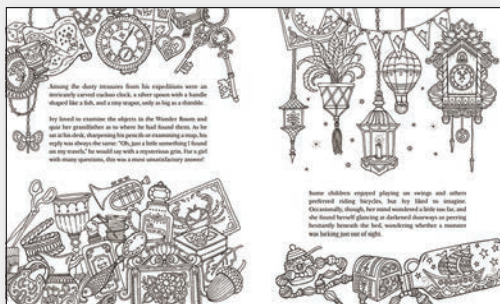 Among the dusty treasures from his expeditions were an
intricately carved cuckoo clock, a silver spoon with a handle
shaped like a fish, and a tiny teapot, only as big as a thimble.
Ivy loved to examine the objects in the Wonder Room and
quiz her grandfather as to where he had found them. As he
sat at his desk, sharpening his pencils or examining a map, his
reply was always the same: "Oh, just a little something I found
on my travels," he would say with a mysterious grin. For a girl
with many questions, this was a most unsatisfactory answer!
Some children enjoyed playing on swings and others
preferred riding bicycles, but Ivy liked to imagine.
Occasionally, though, her mind wondered a little too far, and
she found herself glancing at darkened doorways or peering
hesitantly beneath the bed, wondering whether a monster
was lurking just out of sight.